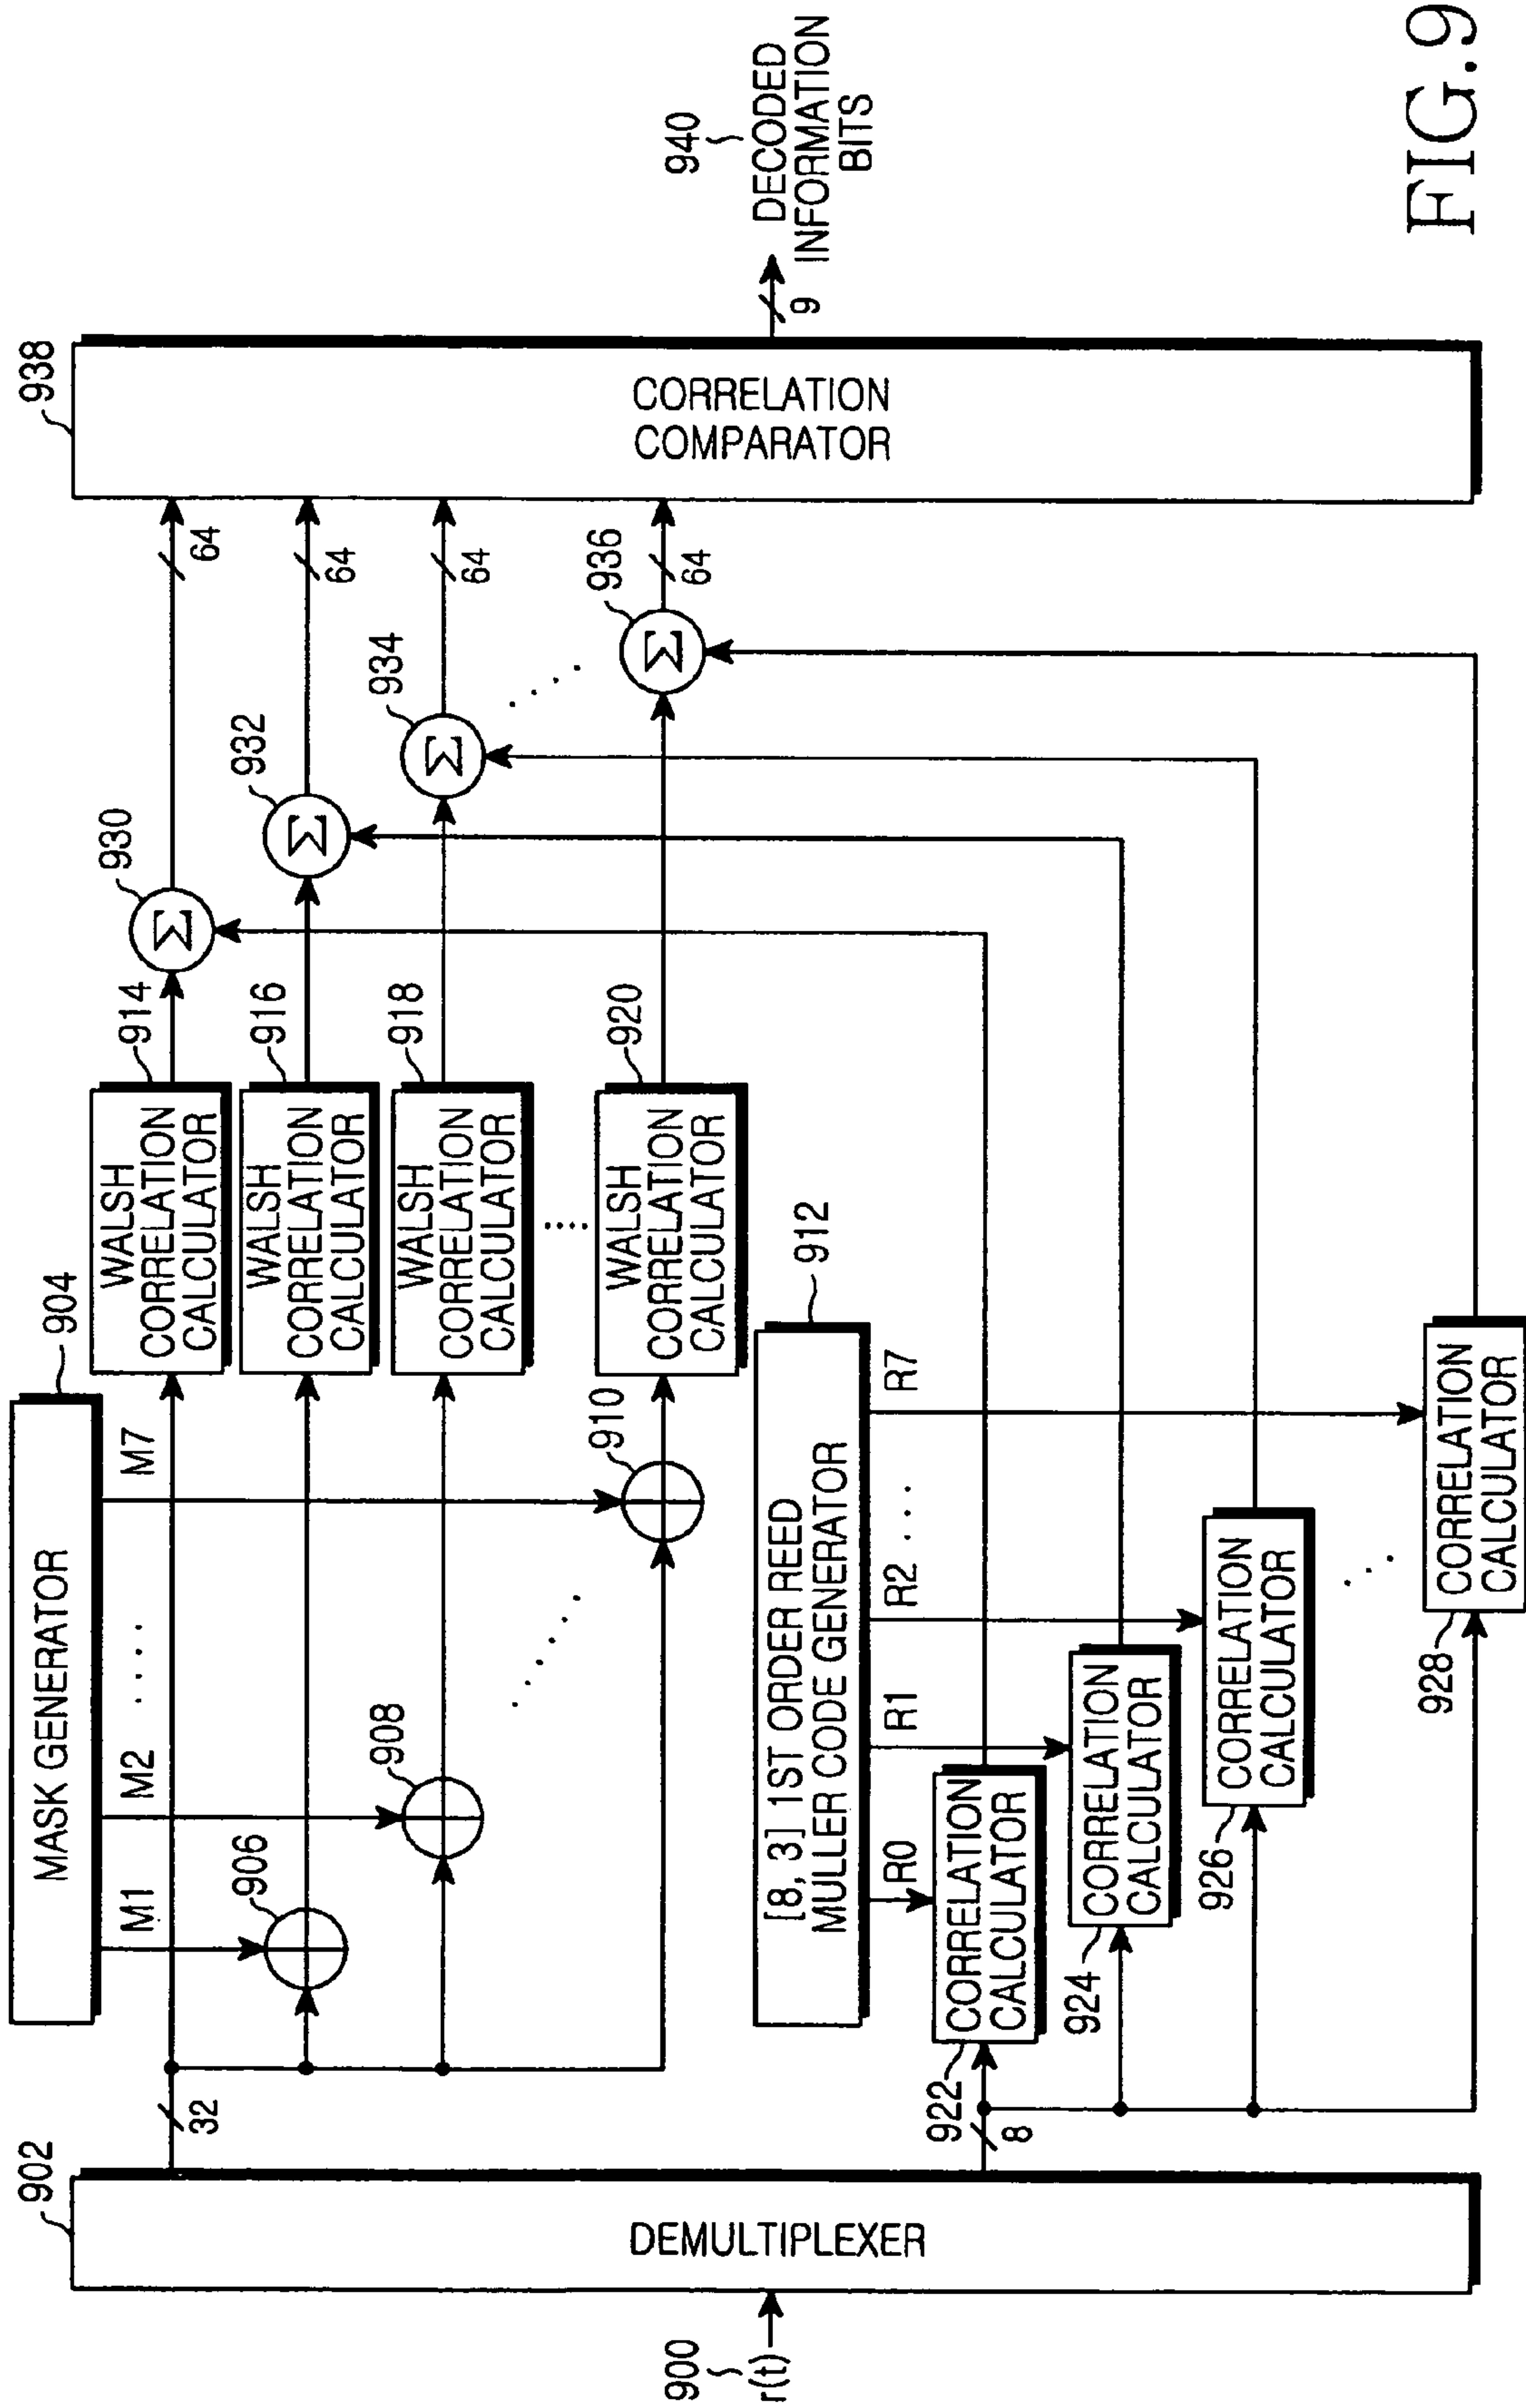 900
r(t)
902
DEMULTIPLEXER
32
8
MASK GENERATOR
904
M1
M2
....
M7
906
908
......
910
WALSH
CORRELATION
CALCULATOR
914
WALSH
CORRELATION
CALCULATOR
916
WALSH
CORRELATION
CALCULATOR
918
....
WALSH
CORRELATION
CALCULATOR
920
[8, 3] 1ST ORDER REED
MULLER CODE GENERATOR
912
R0
R1
R2
...
R7
922
CORRELATION
CALCULATOR
924
CORRELATION
CALCULATOR
926
CORRELATION
CALCULATOR
...
928
CORRELATION
CALCULATOR
Σ
930
Σ
932
Σ
934
....
Σ
936
64
64
64
64
938
CORRELATION
COMPARATOR
9
940
DECODED
INFORMATION
BITS
FIG.9